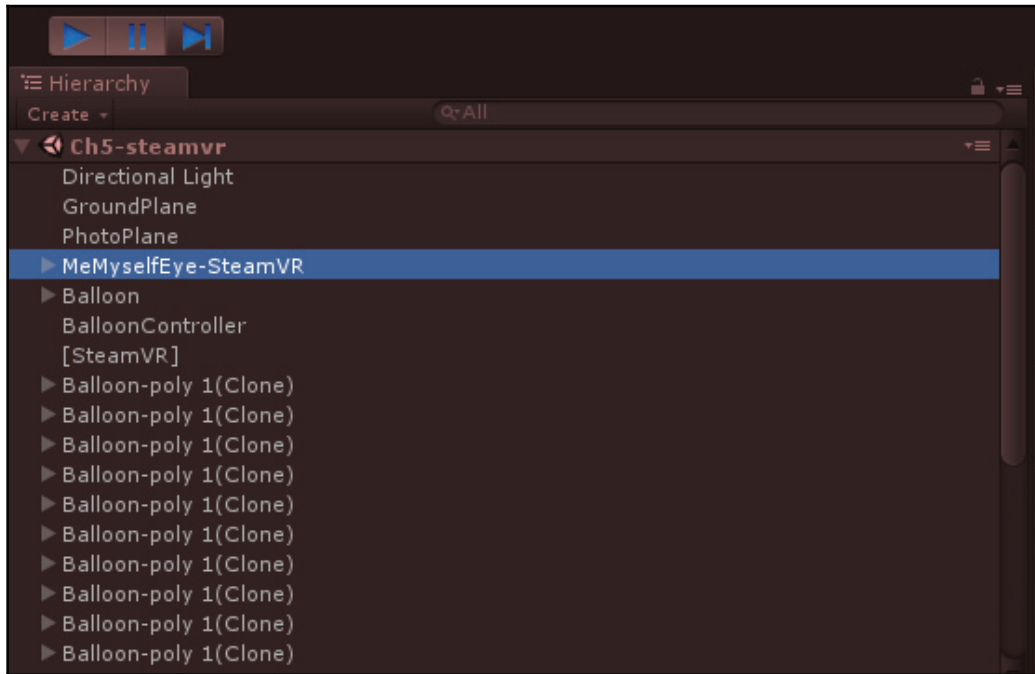 Hierarchy
Create All
Ch5-steamvr
Directional Light
GroundPlane
PhotoPlane
MeMyselfEye-SteamVR
Balloon
BalloonController
[SteamVR]
Balloon-poly 1(Clone)
Balloon-poly 1(Clone)
Balloon-poly 1(Clone)
Balloon-poly 1(Clone)
Balloon-poly 1(Clone)
Balloon-poly 1(Clone)
Balloon-poly 1(Clone)
Balloon-poly 1(Clone)
Balloon-poly 1(Clone)
Balloon-poly 1(Clone)